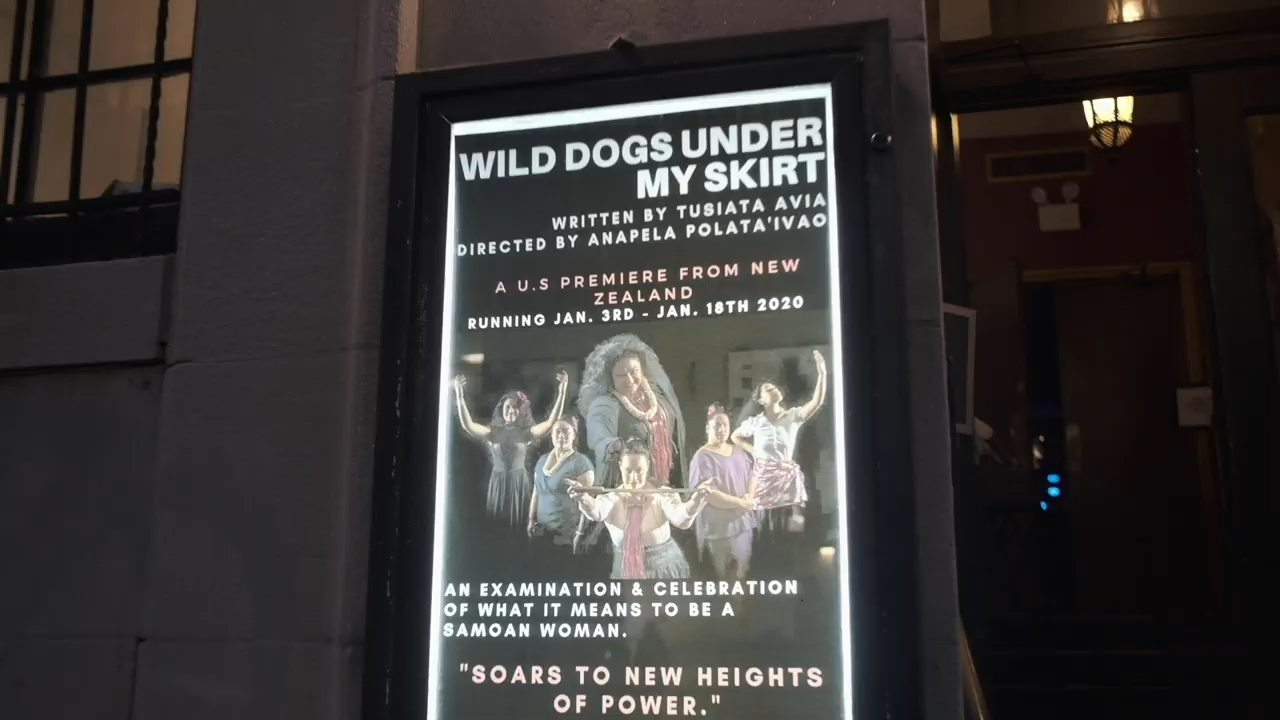 WILD DOGS UNDER
MY SKIRT
WRITTEN BY TUSIATA AVIA
DIRECTED BY ANAPELA POLATA'IVAO
A U.S PREMIERE FROM NEW
ZEALAND
RUNNING JAN. 3RD - JAN. 18TH 2020
AN EXAMINATION & CELEBRATION
OF WHAT IT MEANS TO BE A
SAMOAN WOMAN.
"SOARS TO NEW HEIGHTS
OF POWER."